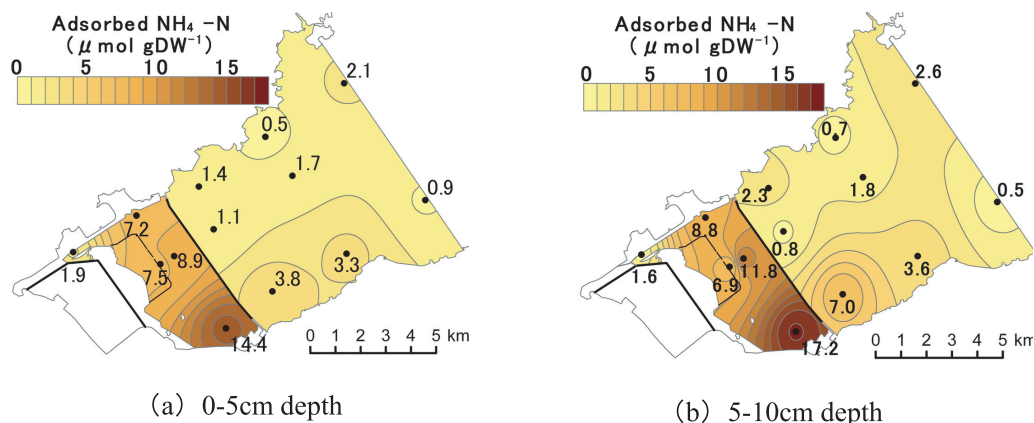 Adsorbed NH₄ -N
(μ mol gDW⁻¹)
0 5 10 15
2.1
0.5
1.7
1.4
0.9
1.1
7.2
8.9
7.5
3.3
1.9
3.8
14.4
0 1 2 3 4 5 km
(a) 0-5cm depth
Adsorbed NH₄ -N
(μ mol gDW⁻¹)
0 5 10 15
2.6
0.7
1.8
2.3
0.5
8.8
0.8
11.8
3.6
1.6
6.9
7.0
17.2
0 1 2 3 4 5 km
(b) 5-10cm depth